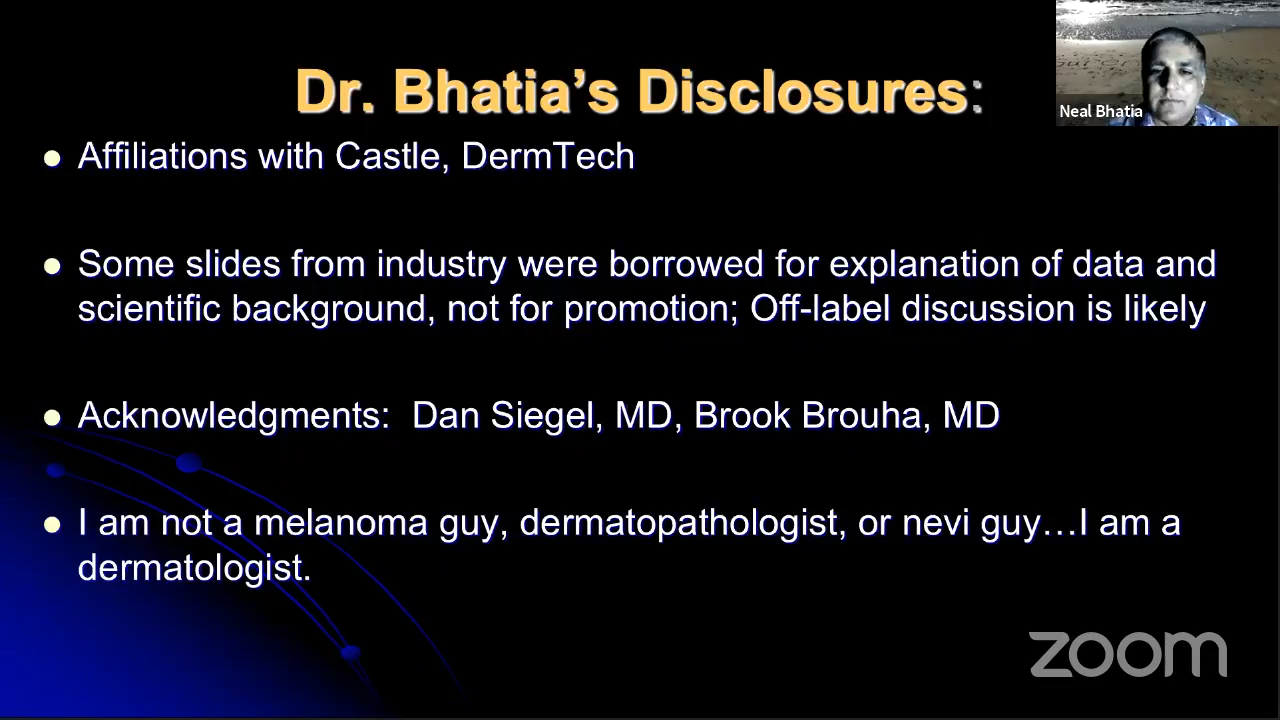 Dr. Bhatia’s Disclosures:
Neal Bhatia
• Affiliations with Castle, DermTech
• Some slides from industry were borrowed for explanation of data and
scientific background, not for promotion; Off-label discussion is likely
• Acknowledgments:  Dan Siegel, MD, Brook Brouha, MD
• I am not a melanoma guy, dermatopathologist, or nevi guy…I am a
dermatologist.
zoom